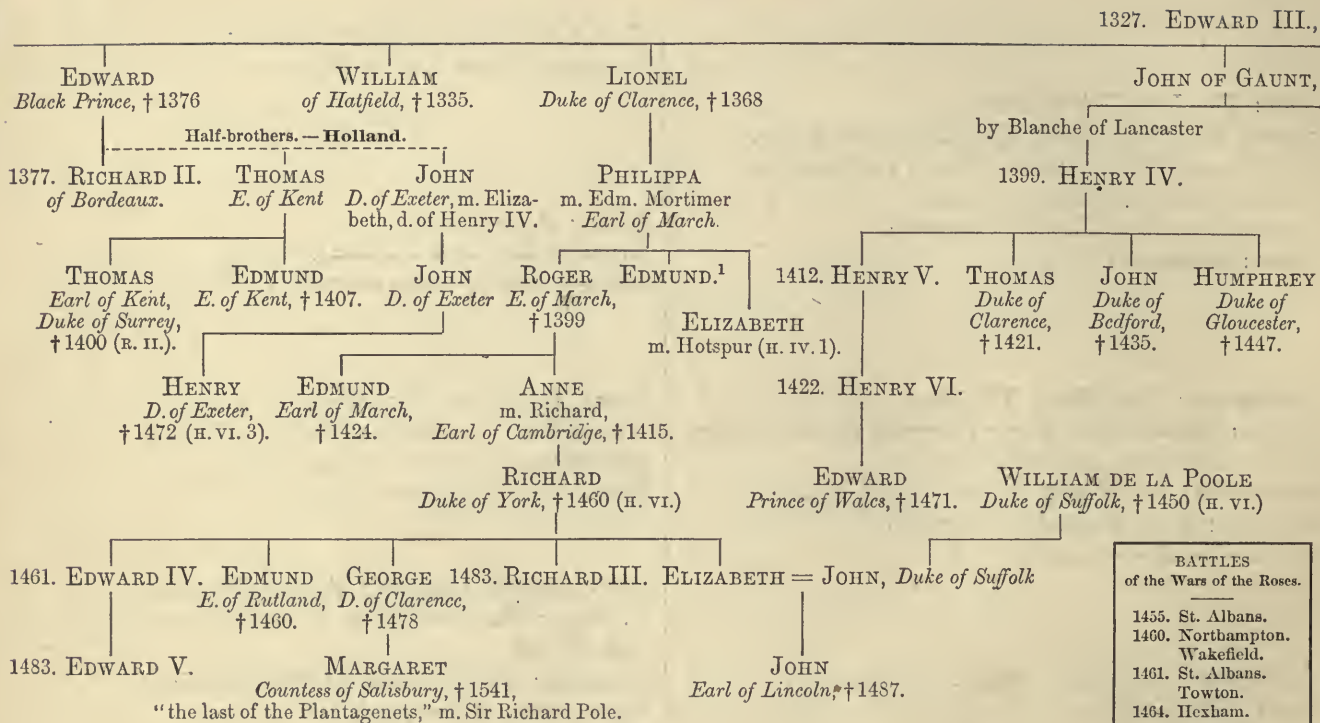 1327. EDWARD III.,
EDWARD
Black Prince, † 1376
WILLIAM
of Hatfield, † 1335.
LIONEL
Duke of Clarence, † 1368
JOHN OF GAUNT,
Half-brothers. — Holland.
by Blanche of Lancaster
1377. RICHARD II.
of Bordeaux.
THOMAS
E. of Kent
JOHN
D. of Exeter, m. Eliza-
beth, d. of Henry IV.
PHILIPPA
m. Edm. Mortimer
Earl of March.
1399. HENRY IV.
THOMAS
Earl of Kent,
Duke of Surrey,
† 1400 (R. II.).
EDMUND
E. of Kent, † 1407.
JOHN
D. of Exeter
ROGER
E. of March,
† 1399
EDMUND.¹
ELIZABETH
m. Hotspur (H. IV. 1).
1412. HENRY V.
THOMAS
Duke of
Clarence,
† 1421.
JOHN
Duke of
Bedford,
† 1435.
HUMPHREY
Duke of
Gloucester,
† 1447.
HENRY
D. of Exeter,
† 1472 (H. VI. 3).
EDMUND
Earl of March,
† 1424.
ANNE
m. Richard,
Earl of Cambridge, † 1415.
1422. HENRY VI.
RICHARD
Duke of York, † 1460 (H. VI.)
EDWARD
Prince of Wales, † 1471.
WILLIAM DE LA POOLE
Duke of Suffolk, † 1450 (H. VI.)
1461. EDWARD IV.
EDMUND
E. of Rutland,
† 1460.
GEORGE
D. of Clarence,
† 1478
1483. RICHARD III.
ELIZABETH = JOHN, Duke of Suffolk
1483. EDWARD V.
MARGARET
Countess of Salisbury, † 1541,
"the last of the Plantagenets," m. Sir Richard Pole.
JOHN
Earl of Lincoln, † 1487.
BATTLES
of the Wars of the Roses.
1455. St. Albans.
1460. Northampton.
Wakefield.
1461. St. Albans.
Towton.
1464. Hexham.